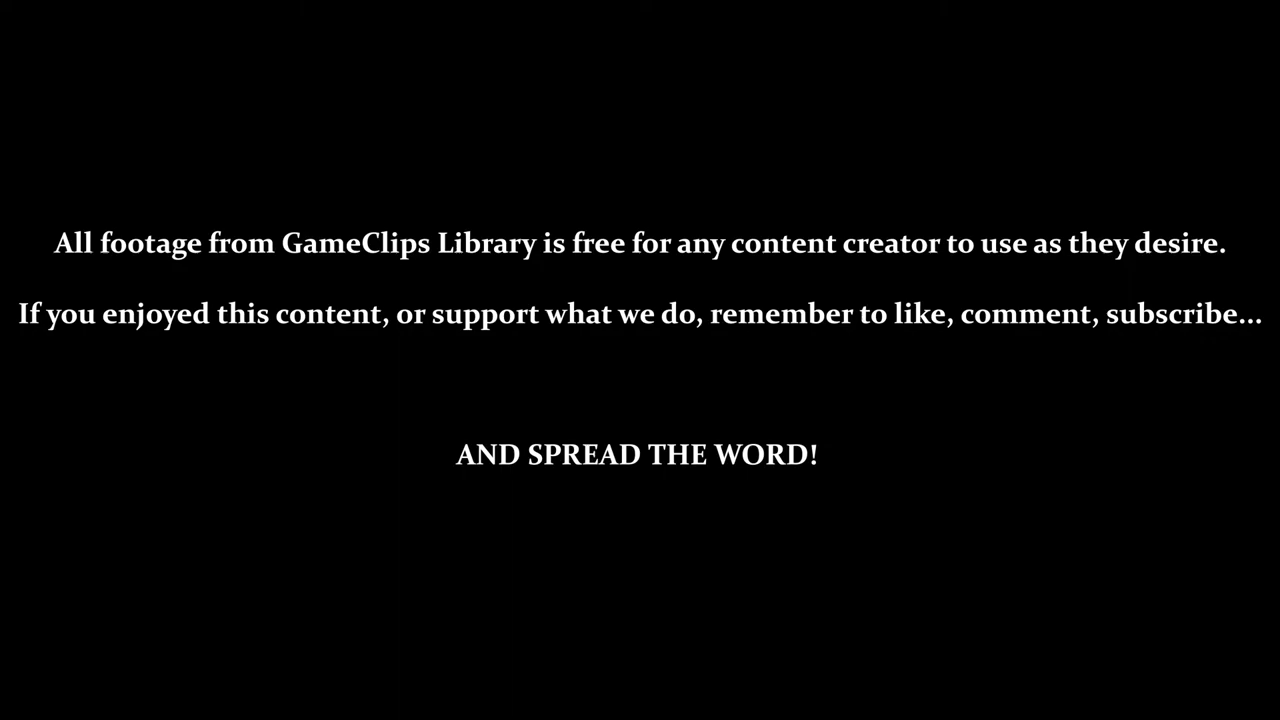 All footage from GameClips Library is free for any content creator to use as they desire.
If you enjoyed this content, or support what we do, remember to like, comment, subscribe...
AND SPREAD THE WORD!